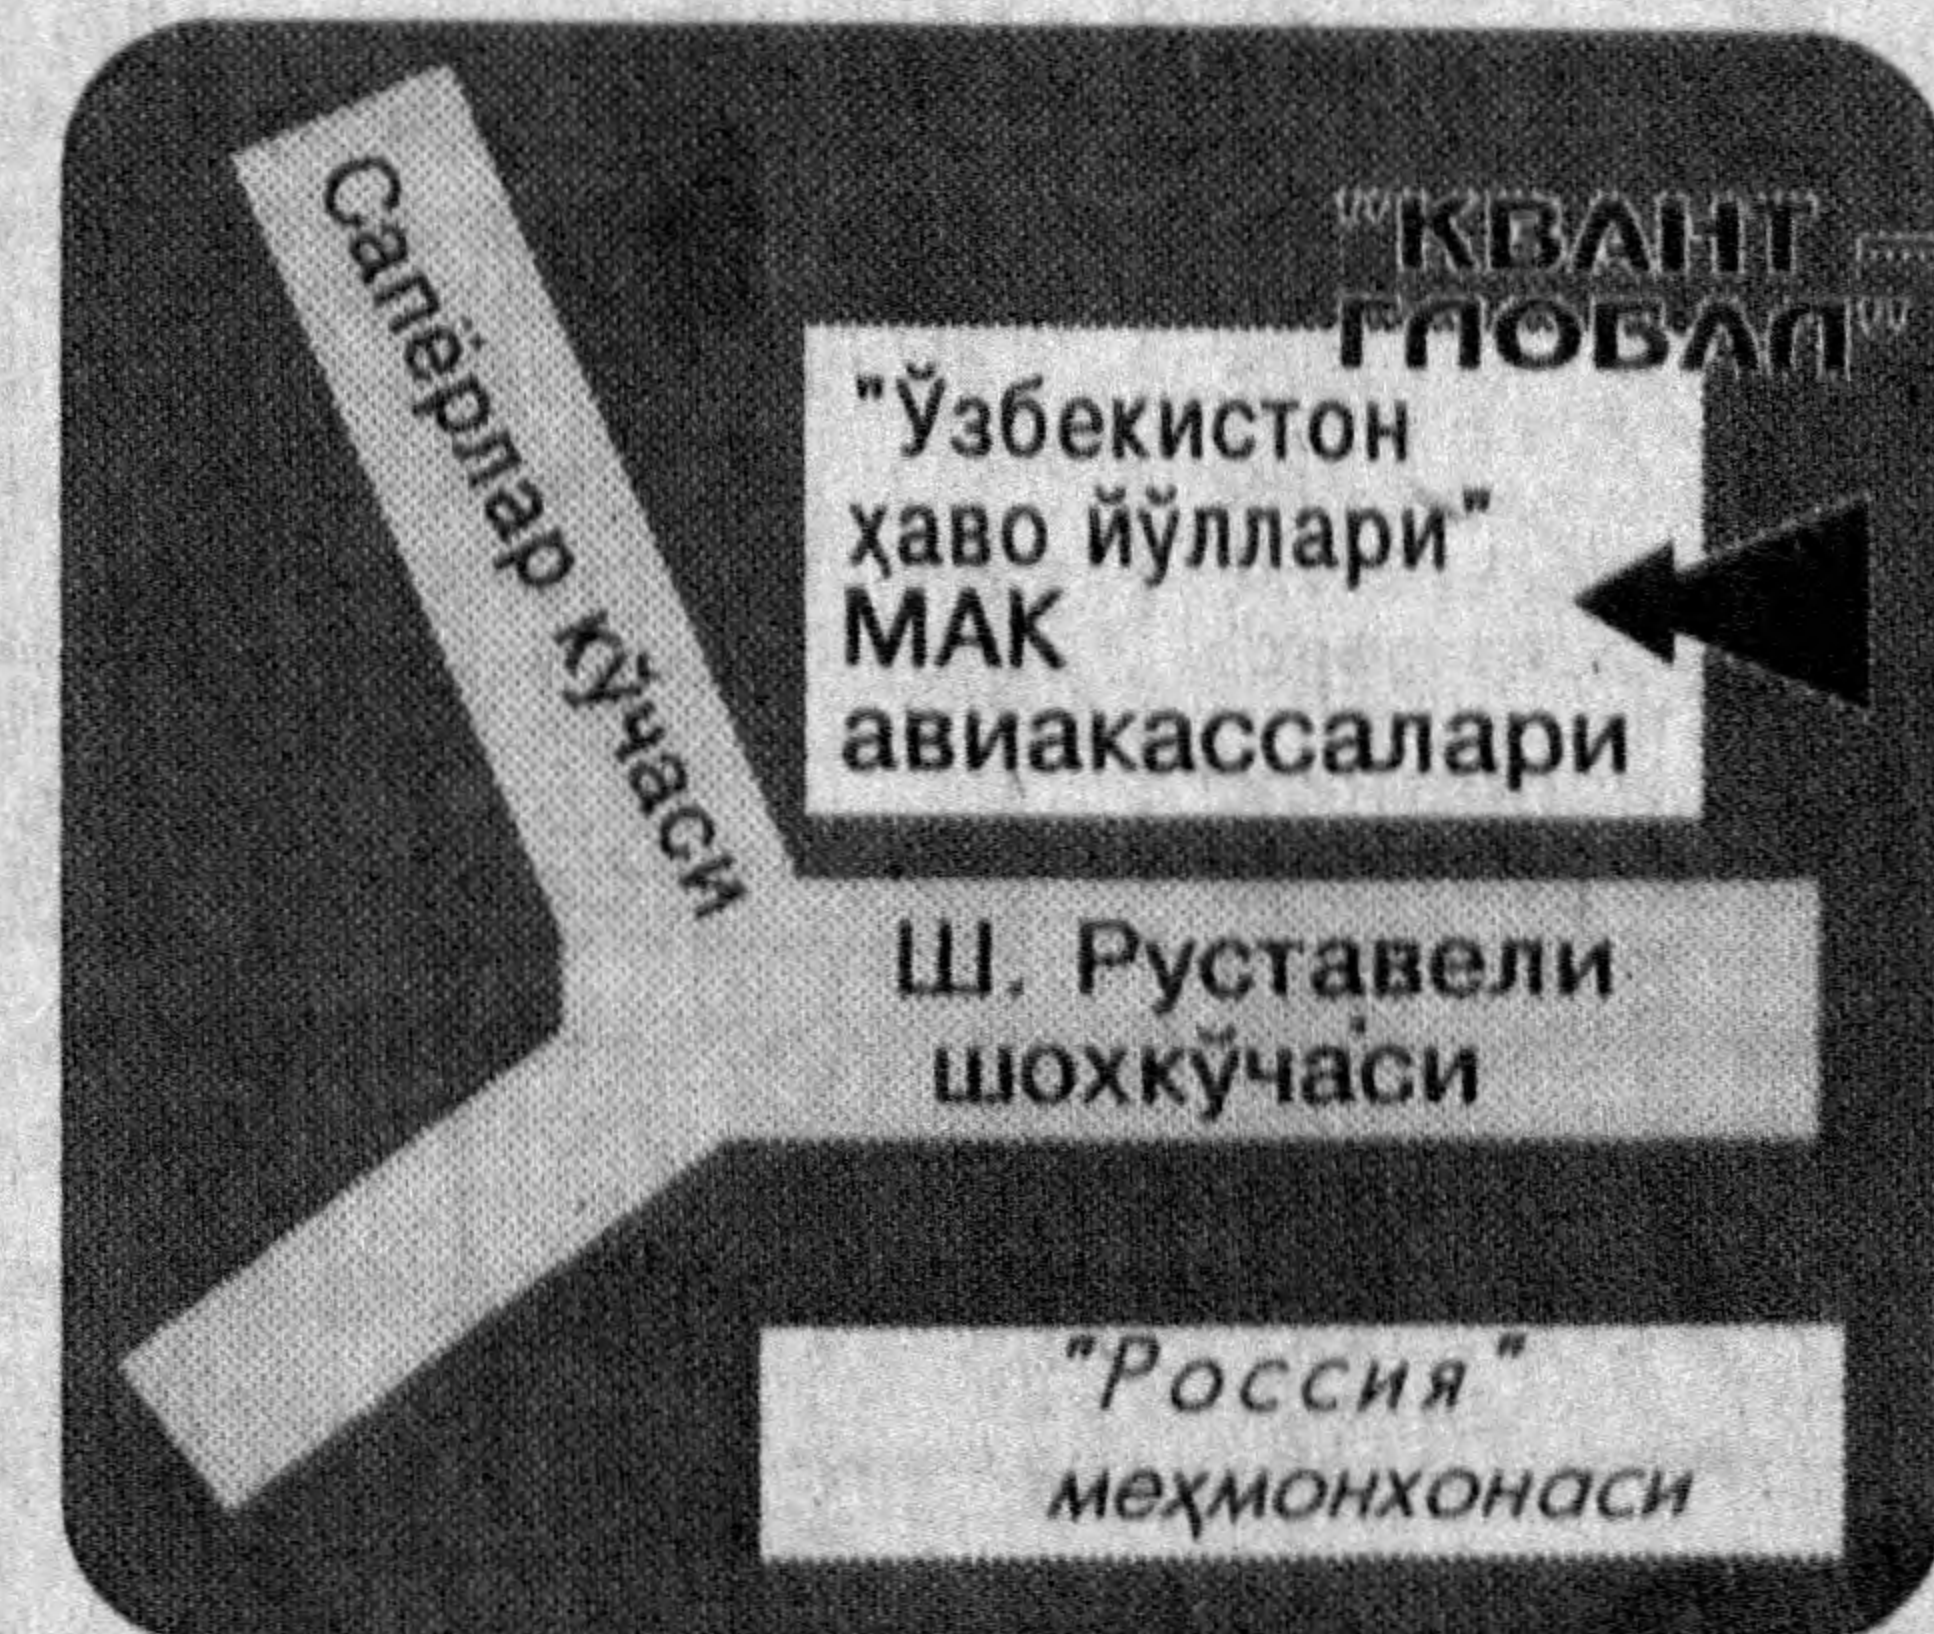 Сапёрлар кўчаси
"КВАНТ —
ГЛОБАЛ"
"Ўзбекистон
ҳаво йўллари"
МАК
авиакассалари
Ш. Руставели
шохкўчаси
"Россия"
меҳмонхонаси